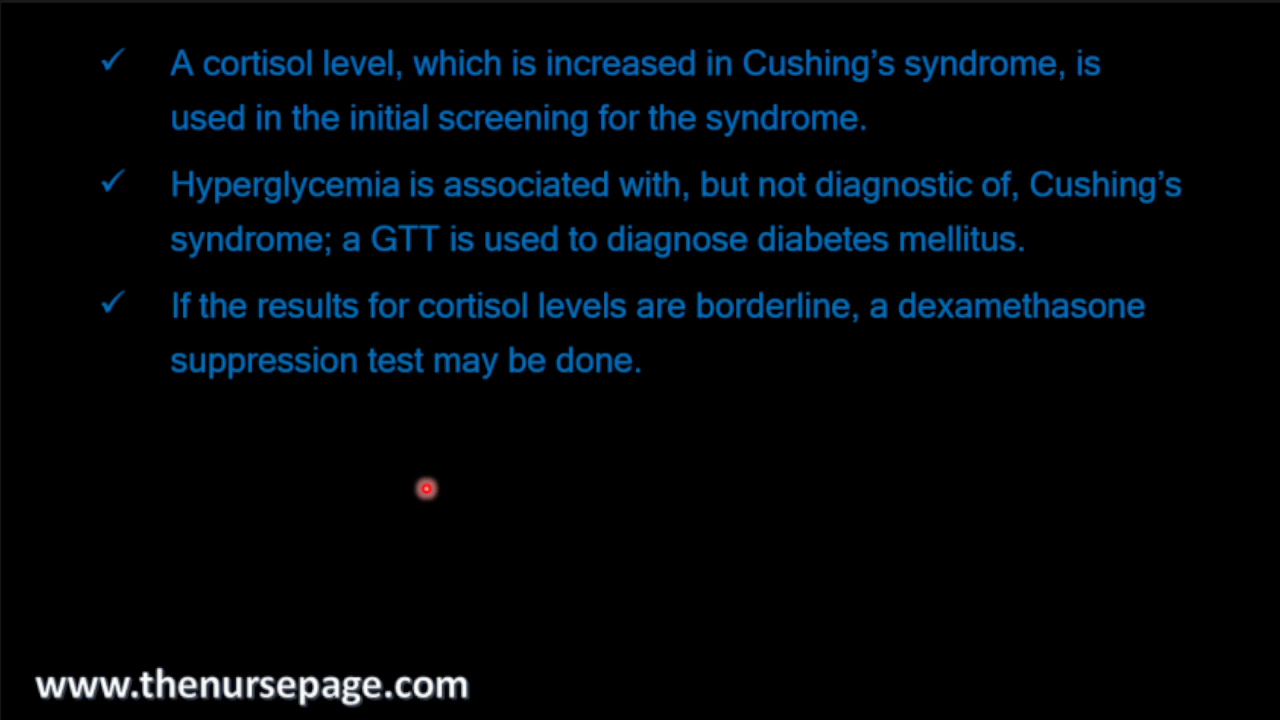 ✓ A cortisol level, which is increased in Cushing’s syndrome, is
used in the initial screening for the syndrome.
✓ Hyperglycemia is associated with, but not diagnostic of, Cushing’s
syndrome; a GTT is used to diagnose diabetes mellitus.
✓ If the results for cortisol levels are borderline, a dexamethasone
suppression test may be done.
www.thenursepage.com